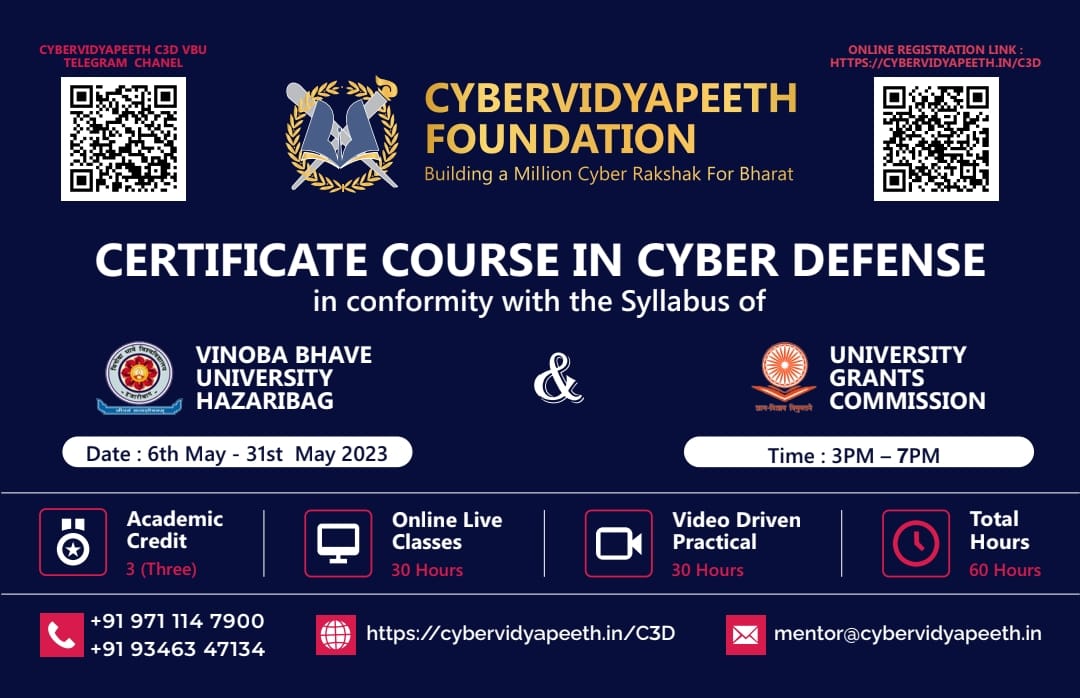 CYBERVIDYAPEETH C3D VBU
TELEGRAM CHANEL
ONLINE REGISTRATION LINK :
HTTPS://CYBERVIDYAPEETH.IN/C3D
CYBERVIDYAPEETH
FOUNDATION
Building a Million Cyber Rakshak For Bharat
CERTIFICATE COURSE IN CYBER DEFENSE
in conformity with the Syllabus of
VINOBA BHAVE
UNIVERSITY
HAZARIBAG
&
UNIVERSITY
GRANTS
COMMISSION
ज्ञान-विज्ञान विमुक्तये
Date : 6th May - 31st May 2023
Time : 3PM – 7PM
Academic
Credit
3 (Three)
Online Live
Classes
30 Hours
Video Driven
Practical
30 Hours
Total
Hours
60 Hours
+91 971 114 7900
+91 93463 47134
https://cybervidyapeeth.in/C3D
mentor@cybervidyapeeth.in